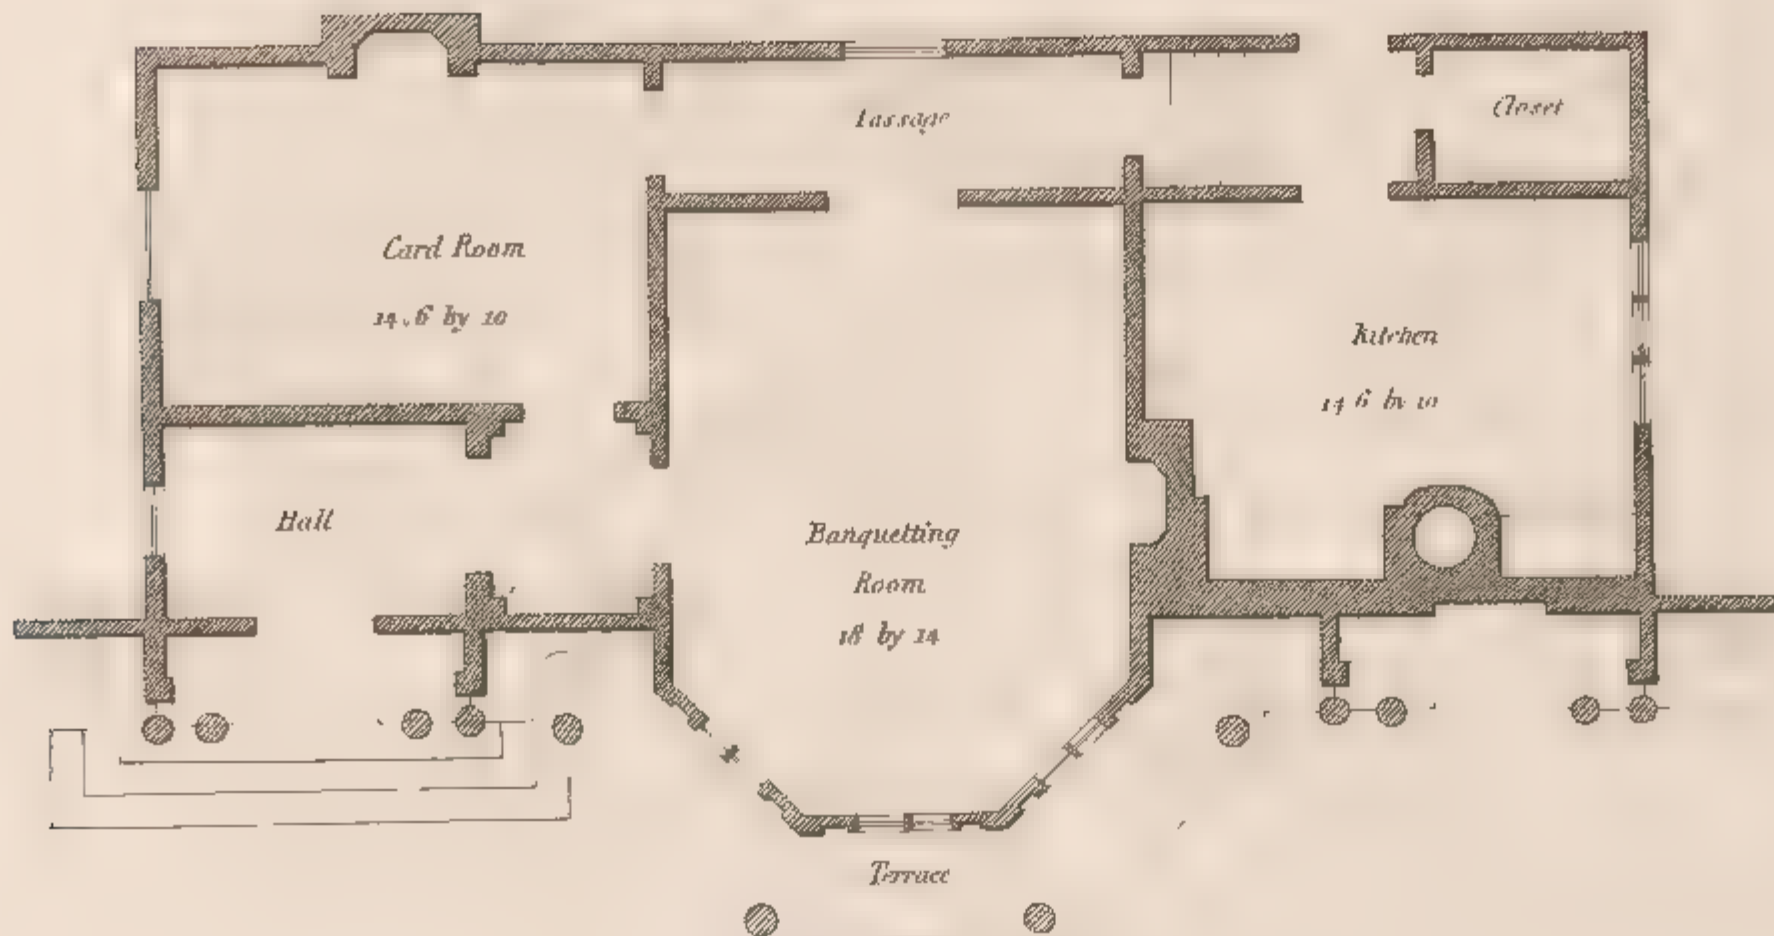 Passage
Closet
Card Room
14.6 by 10
Kitchen
14 6 by 10
Hall
Banquetting
Room
18 by 14
Terrace